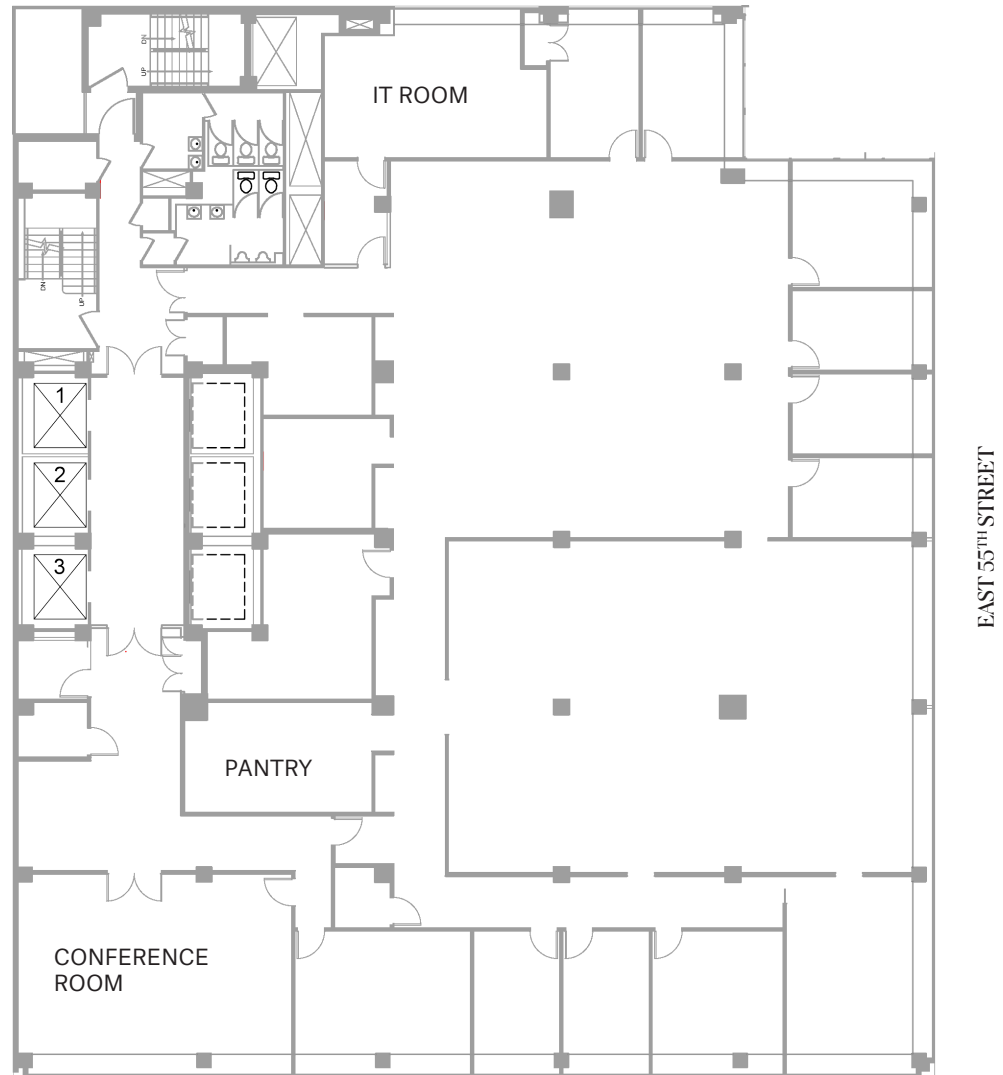 DN
UP
IT ROOM
DN
UP
1
2
3
EAST 55TH STREET
PANTRY
CONFERENCE
ROOM